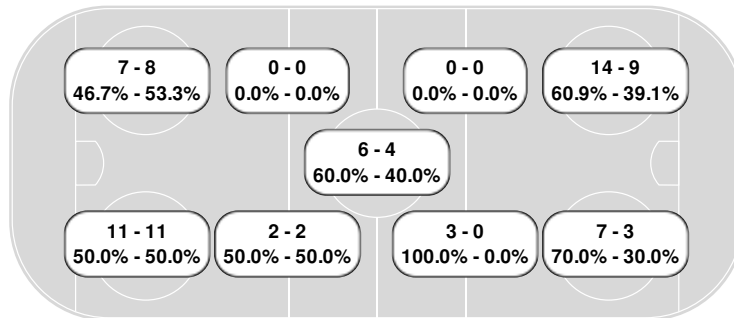 7 - 8
46.7% - 53.3%
0 - 0
0.0% - 0.0%
0 - 0
0.0% - 0.0%
14 - 9
60.9% - 39.1%
6 - 4
60.0% - 40.0%
11 - 11
50.0% - 50.0%
2 - 2
50.0% - 50.0%
3 - 0
100.0% - 0.0%
7 - 3
70.0% - 30.0%